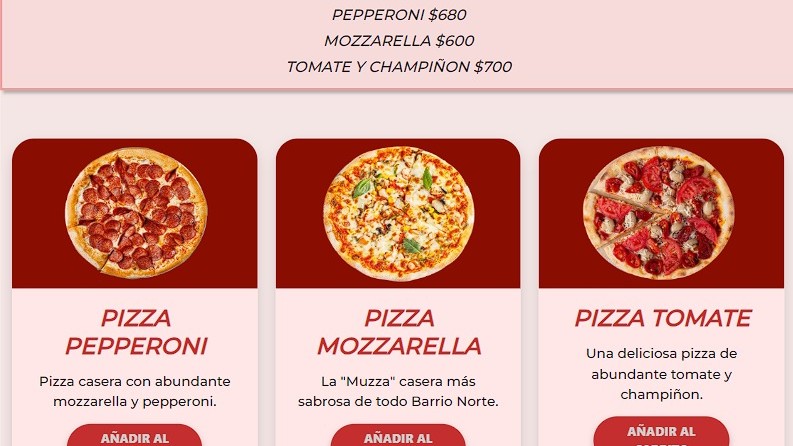 PEPPERONI $680
MOZZARELLA $600
TOMATE Y CHAMPIÑON $700
PIZZA
PEPPERONI
Pizza casera con abundante
mozzarella y pepperoni.
AÑADIR AL
PIZZA
MOZZARELLA
La "Muzza" casera más
sabrosa de todo Barrio Norte.
AÑADIR AL
PIZZA TOMATE
Una deliciosa pizza de
abundante tomate y
champiñon.
AÑADIR AL